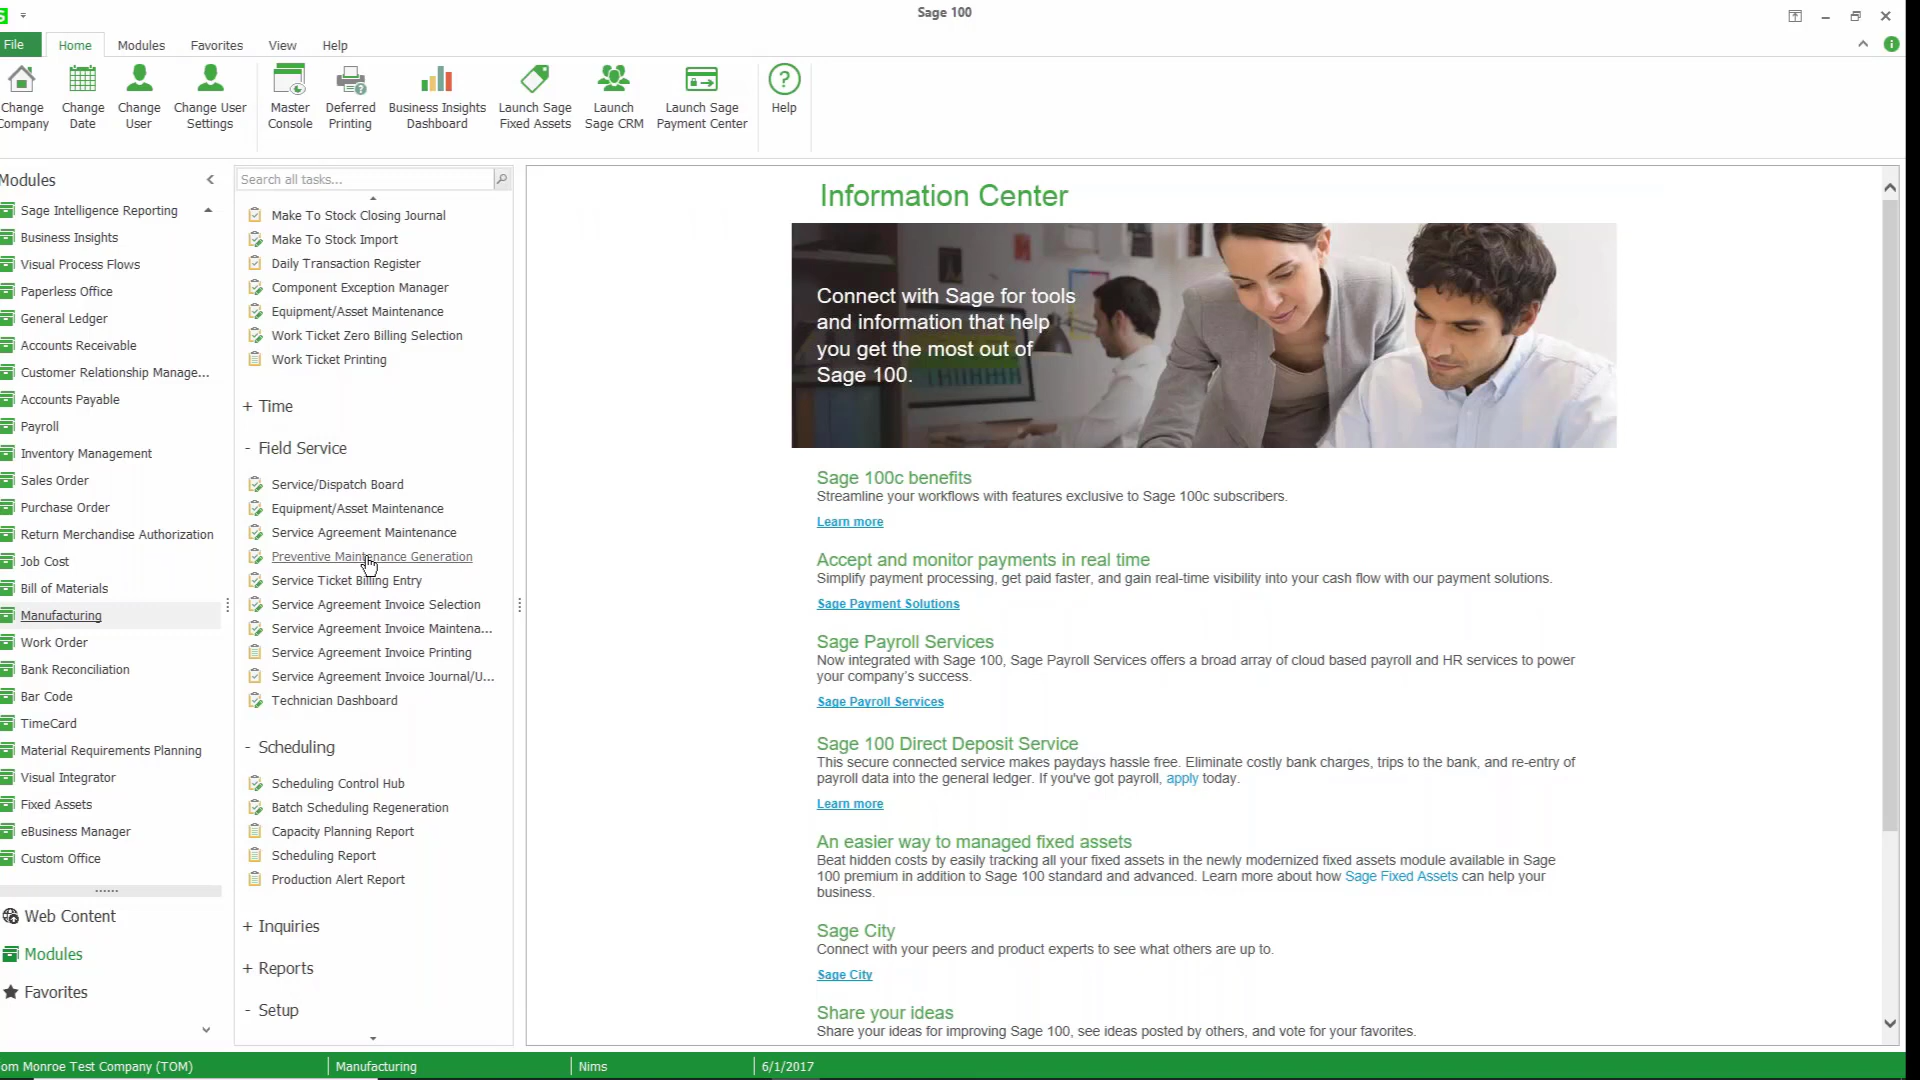 Sage 100
File
Home
Modules
Favorites
View
Help
Change
Company
Change
Date
Change
User
Change User
Settings
Master
Console
Deferred
Printing
Business Insights
Dashboard
Launch Sage
Fixed Assets
Launch
Sage CRM
Launch Sage
Payment Center
Help
Modules
Sage Intelligence Reporting
Business Insights
Visual Process Flows
Paperless Office
General Ledger
Accounts Receivable
Customer Relationship Manage...
Accounts Payable
Payroll
Inventory Management
Sales Order
Purchase Order
Return Merchandise Authorization
Job Cost
Bill of Materials
Manufacturing
Work Order
Bank Reconciliation
Bar Code
TimeCard
Material Requirements Planning
Visual Integrator
Fixed Assets
eBusiness Manager
Custom Office
Web Content
Modules
Favorites
Search all tasks...
Make To Stock Closing Journal
Make To Stock Import
Daily Transaction Register
Component Exception Manager
Equipment/Asset Maintenance
Work Ticket Zero Billing Selection
Work Ticket Printing
+ Time
- Field Service
Service/Dispatch Board
Equipment/Asset Maintenance
Service Agreement Maintenance
Preventive Maintenance Generation
Service Ticket Billing Entry
Service Agreement Invoice Selection
Service Agreement Invoice Maintena...
Service Agreement Invoice Printing
Service Agreement Invoice Journal/U...
Technician Dashboard
- Scheduling
Scheduling Control Hub
Batch Scheduling Regeneration
Capacity Planning Report
Scheduling Report
Production Alert Report
+ Inquiries
+ Reports
- Setup
Information Center
Connect with Sage for tools
and information that help
you get the most out of
Sage 100.
Sage 100c benefits
Streamline your workflows with features exclusive to Sage 100c subscribers.
Learn more
Accept and monitor payments in real time
Simplify payment processing, get paid faster, and gain real-time visibility into your cash flow with our payment solutions.
Sage Payment Solutions
Sage Payroll Services
Now integrated with Sage 100, Sage Payroll Services offers a broad array of cloud based payroll and HR services to power
your company's success.
Sage Payroll Services
Sage 100 Direct Deposit Service
This secure connected service makes paydays hassle free. Eliminate costly bank charges, trips to the bank, and re-entry of
payroll data into the general ledger. If you've got payroll, apply today.
Learn more
An easier way to managed fixed assets
Beat hidden costs by easily tracking all your fixed assets in the newly modernized fixed assets module available in Sage
100 premium in addition to Sage 100 standard and advanced. Learn more about how Sage Fixed Assets can help your
business.
Sage City
Connect with your peers and product experts to see what others are up to.
Sage City
Share your ideas
Share your ideas for improving Sage 100, see ideas posted by others, and vote for your favorites.
om Monroe Test Company (TOM)
Manufacturing
Nims
6/1/2017